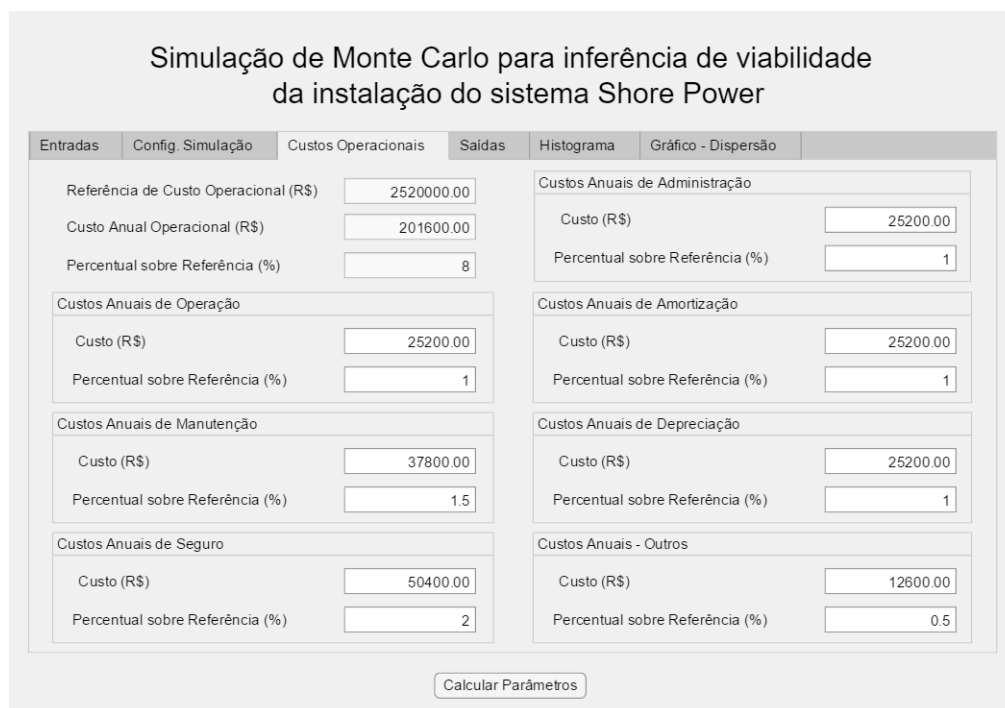 Simulação de Monte Carlo para inferência de viabilidade
da instalação do sistema Shore Power
Entradas Config. Simulação Custos Operacionais Saídas Histograma Gráfico - Dispersão
Referência de Custo Operacional (R$) 2520000.00
Custo Anual Operacional (R$) 201600.00
Percentual sobre Referência (%) 8
Custos Anuais de Administração
Custo (R$) 25200.00
Percentual sobre Referência (%) 1
Custos Anuais de Operação
Custo (R$) 25200.00
Percentual sobre Referência (%) 1
Custos Anuais de Amortização
Custo (R$) 25200.00
Percentual sobre Referência (%) 1
Custos Anuais de Manutenção
Custo (R$) 37800.00
Percentual sobre Referência (%) 1.5
Custos Anuais de Depreciação
Custo (R$) 25200.00
Percentual sobre Referência (%) 1
Custos Anuais de Seguro
Custo (R$) 50400.00
Percentual sobre Referência (%) 2
Custos Anuais - Outros
Custo (R$) 12600.00
Percentual sobre Referência (%) 0.5
Calcular Parâmetros